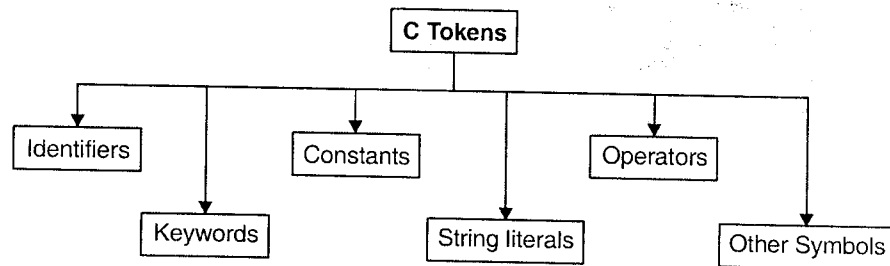 C Tokens
Identifiers
Constants
Operators
Keywords
String literals
Other Symbols